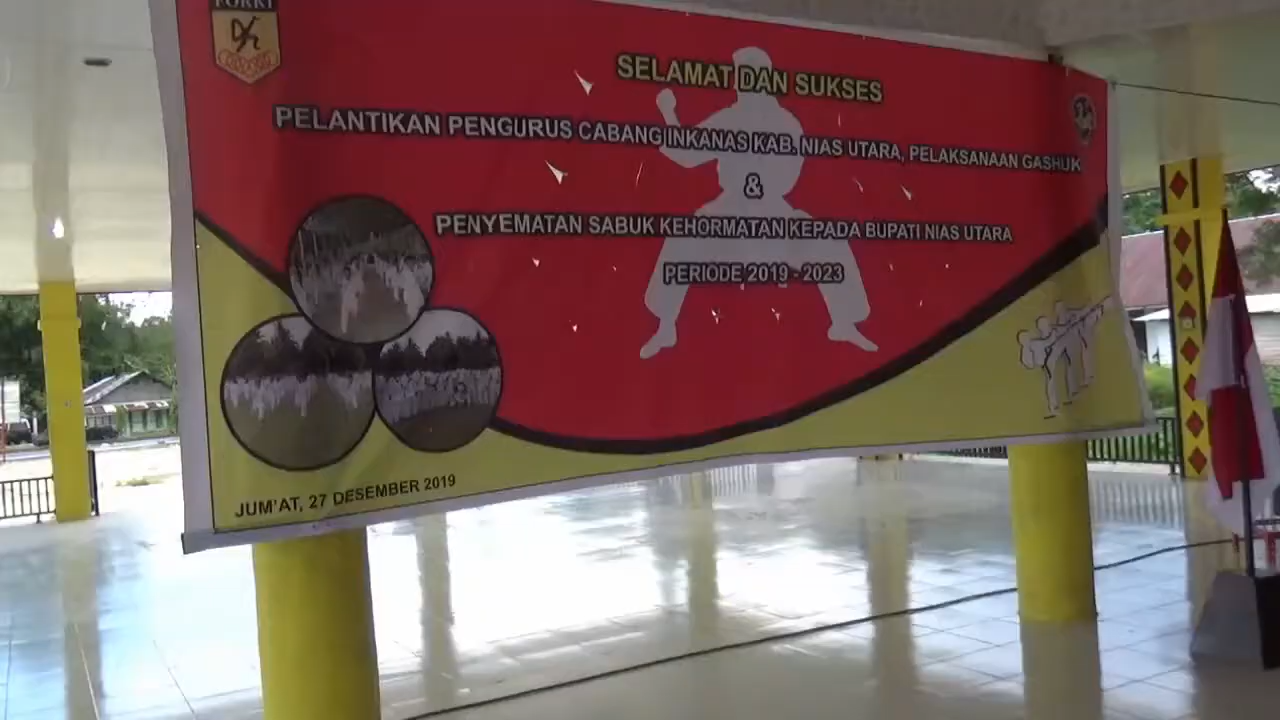 FORKI
SELAMAT DAN SUKSES
PELANTIKAN PENGURUS CABANG INKANAS KAB. NIAS UTARA, PELAKSANAAN GASHUK
&
PENYEMATAN SABUK KEHORMATAN KEPADA BUPATI NIAS UTARA
PERIODE 2019 - 2023
JUM'AT, 27 DESEMBER 2019